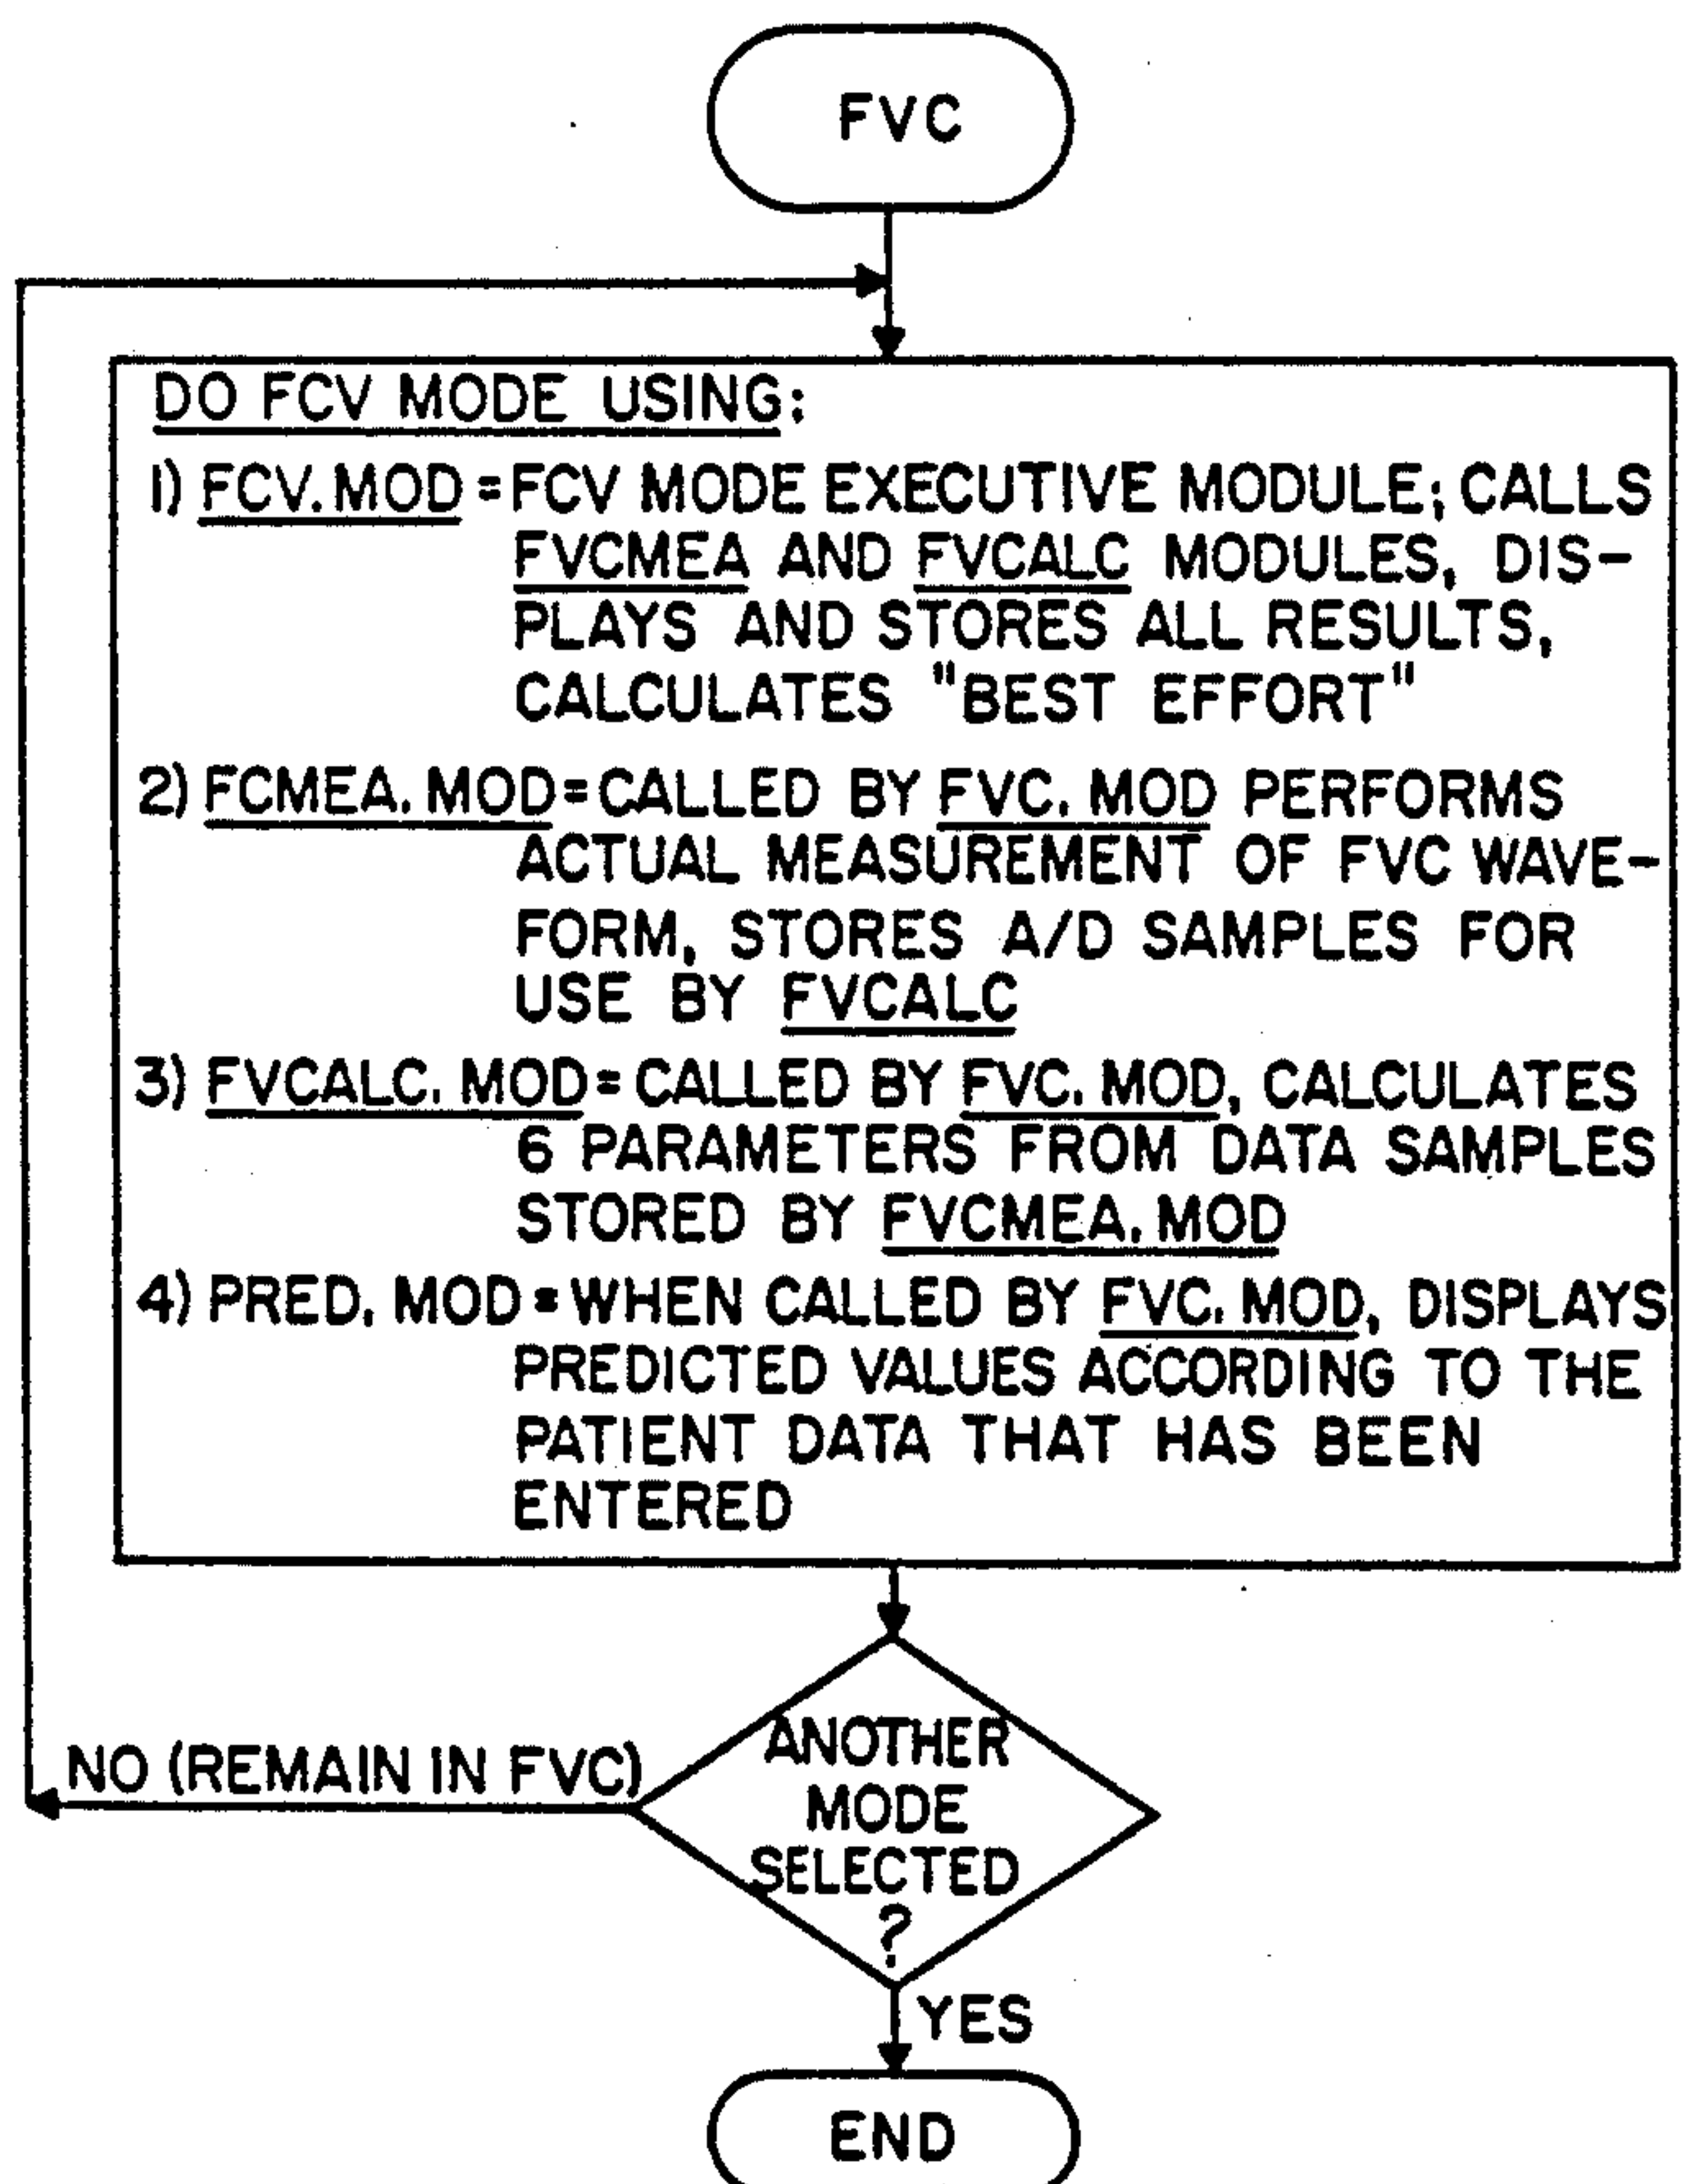 FVC
DO FCV MODE USING:
1) FCV. MOD = FCV MODE EXECUTIVE MODULE; CALLS
FVCMEA AND FVCALC MODULES, DIS-
PLAYS AND STORES ALL RESULTS,
CALCULATES "BEST EFFORT"
2) FCMEA. MOD = CALLED BY FVC. MOD PERFORMS
ACTUAL MEASUREMENT OF FVC WAVE-
FORM, STORES A/D SAMPLES FOR
USE BY FVCALC
3) FVCALC. MOD = CALLED BY FVC. MOD, CALCULATES
6 PARAMETERS FROM DATA SAMPLES
STORED BY FVCMEA. MOD
4) PRED. MOD = WHEN CALLED BY FVC. MOD, DISPLAYS
PREDICTED VALUES ACCORDING TO THE
PATIENT DATA THAT HAS BEEN
ENTERED
ANOTHER
MODE
SELECTED
?
NO (REMAIN IN FVC)
YES
END